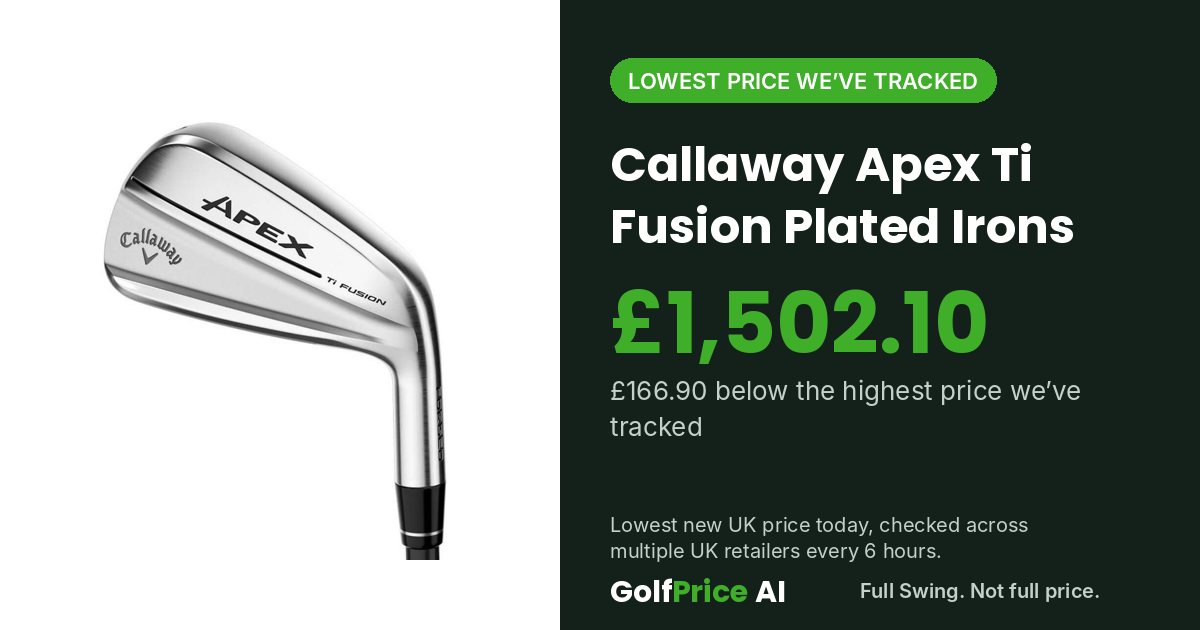 APEX
Callaway
Ti FUSION
LOWEST PRICE WE’VE TRACKED
Callaway Apex Ti
Fusion Plated Irons
£1,502.10
£166.90 below the highest price we’ve
tracked
Lowest new UK price today, checked across
multiple UK retailers every 6 hours.
GolfPrice AI
Full Swing. Not full price.